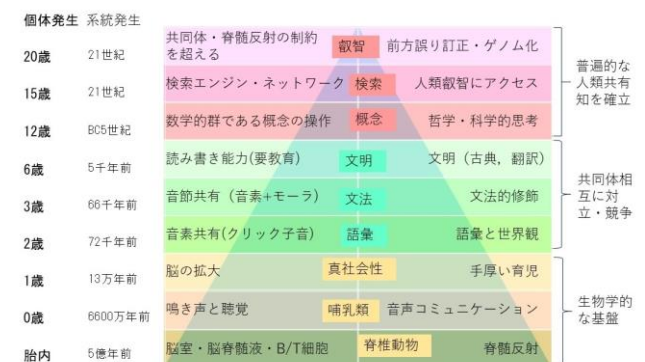 個体発生 系統発生
20歳 21世紀 共同体・脊髄反射の制約を超える 叡智 前方誤り訂正・ゲノム化
15歳 21世紀 検索エンジン・ネットワーク 検索 人類叡智にアクセス
12歳 BC5世紀 数学的群である概念の操作 概念 哲学・科学的思考
普遍的な
人類共有
知を確立
6歳 5千年前 読み書き能力(要教育) 文明 文明（古典，翻訳）
3歳 66千年前 音節共有（音素+モーラ） 文法 文法的修飾
2歳 72千年前 音素共有(クリック子音) 語彙 語彙と世界観
共同体相
互に対
立・競争
1歳 13万年前 脳の拡大 真社会性 手厚い育児
0歳 6600万年前 鳴き声と聴覚 哺乳類 音声コミュニケーション
胎内 5億年前 脳室・脳脊髄液・B/T細胞 脊椎動物 脊髄反射
生物学的
な基盤